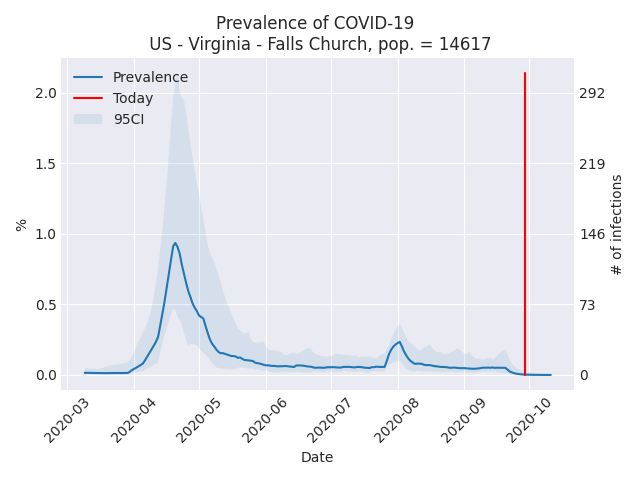 Prevalence of COVID-19
US - Virginia - Falls Church, pop. = 14617
Prevalence
Today
95CI
2.0
1.5
1.0
0.5
0.0
%
292
219
146
73
0
# of infections
2020-03
2020-04
2020-05
2020-06
2020-07
2020-08
2020-09
2020-10
Date